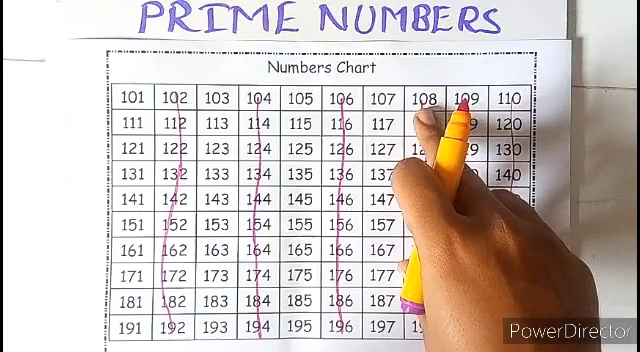 PRIME NUMBERS
Numbers Chart
101 102 103 104 105 106 107 108 109 110
111 112 113 114 115 116 117 120
121 122 123 124 125 126 127 130
131 132 133 134 135 136 137 140
141 142 143 144 145 146 147
151 152 153 154 155 156 157
161 162 163 164 165 166 167
171 172 173 174 175 176 177
181 182 183 184 185 186 187
191 192 193 194 195 196 197
PowerDirector